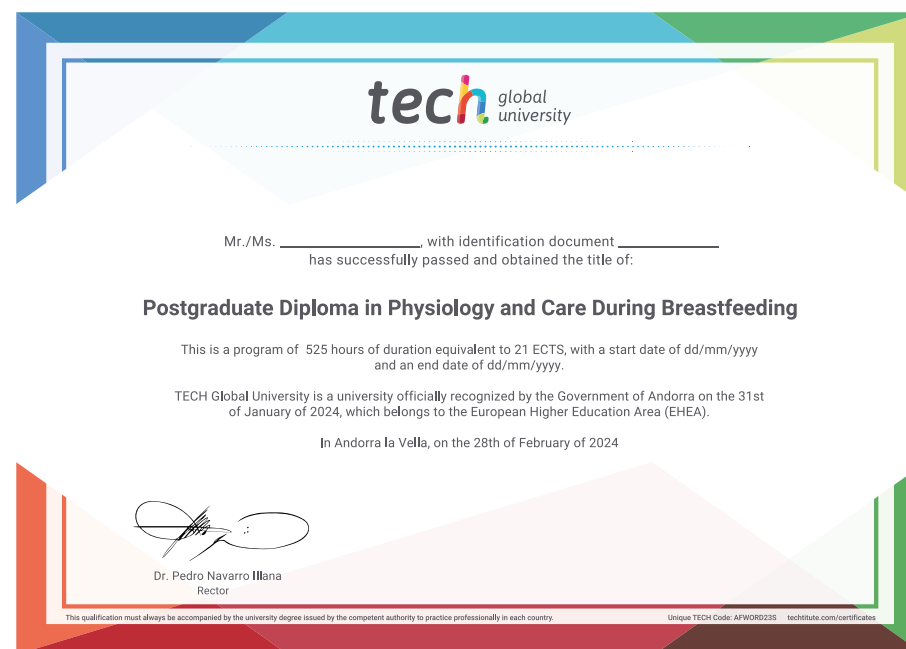 tech global university
Mr./Ms. ____________________, with identification document ______________
has successfully passed and obtained the title of:
Postgraduate Diploma in Physiology and Care During Breastfeeding
This is a program of 525 hours of duration equivalent to 21 ECTS, with a start date of dd/mm/yyyy
and an end date of dd/mm/yyyy.
TECH Global University is a university officially recognized by the Government of Andorra on the 31st
of January of 2024, which belongs to the European Higher Education Area (EHEA).
In Andorra la Vella, on the 28th of February of 2024
Dr. Pedro Navarro Illana
Rector
This qualification must always be accompanied by the university degree issued by the competent authority to practice professionally in each country.
Unique TECH Code: AFWORD23S techtitute.com/certificates